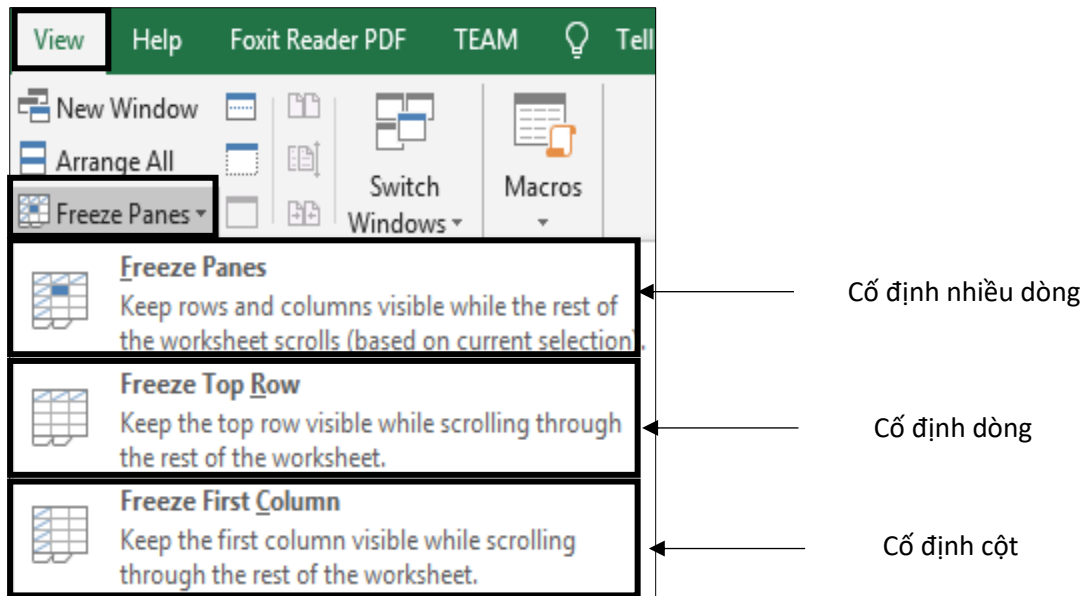 View Help Foxit Reader PDF TEAM Tell
New Window
Arrange All
Freeze Panes
Switch
Windows
Macros
Freeze Panes
Keep rows and columns visible while the rest of
the worksheet scrolls (based on current selection).
Cố định nhiều dòng
Freeze Top Row
Keep the top row visible while scrolling through
the rest of the worksheet.
Cố định dòng
Freeze First Column
Keep the first column visible while scrolling
through the rest of the worksheet.
Cố định cột